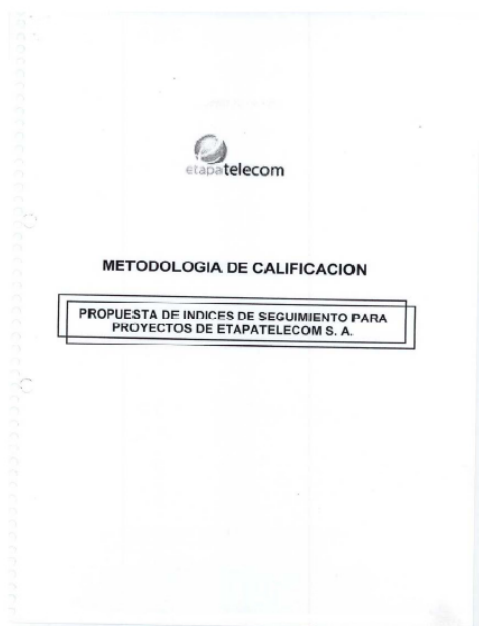 etapatelecom
METODOLOGIA DE CALIFICACION
PROPUESTA DE INDICES DE SEGUIMIENTO PARA
PROYECTOS DE ETAPATELECOM S. A.